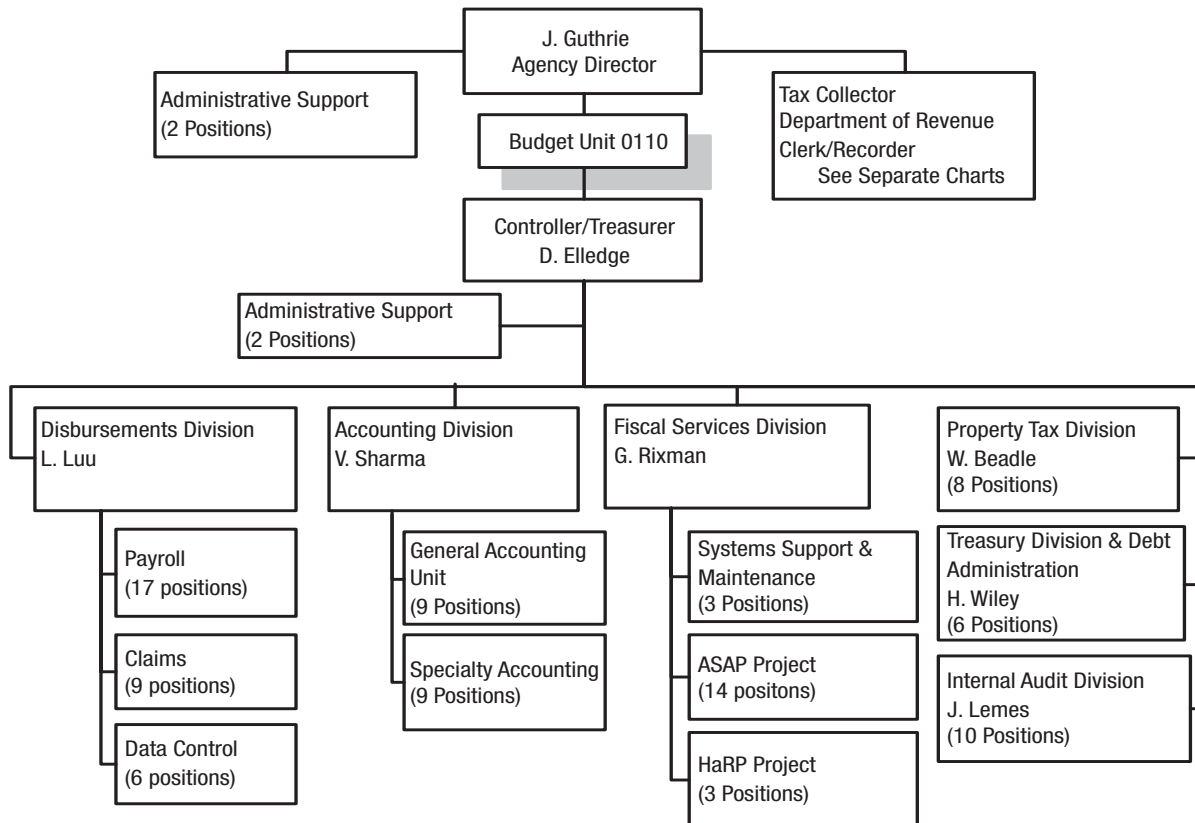 J. Guthrie
Agency Director
Administrative Support
(2 Positions)
Tax Collector
Department of Revenue
Clerk/Recorder
See Separate Charts
Budget Unit 0110
Controller/Treasurer
D. Elledge
Administrative Support
(2 Positions)
Disbursements Division
L. Luu
Payroll
(17 positions)
Claims
(9 positions)
Data Control
(6 positions)
Accounting Division
V. Sharma
General Accounting
Unit
(9 Positions)
Specialty Accounting
(9 Positions)
Fiscal Services Division
G. Rixman
Systems Support &
Maintenance
(3 Positions)
ASAP Project
(14 positons)
HaRP Project
(3 Positions)
Property Tax Division
W. Beadle
(8 Positions)
Treasury Division & Debt
Administration
H. Wiley
(6 Positions)
Internal Audit Division
J. Lemes
(10 Positions)